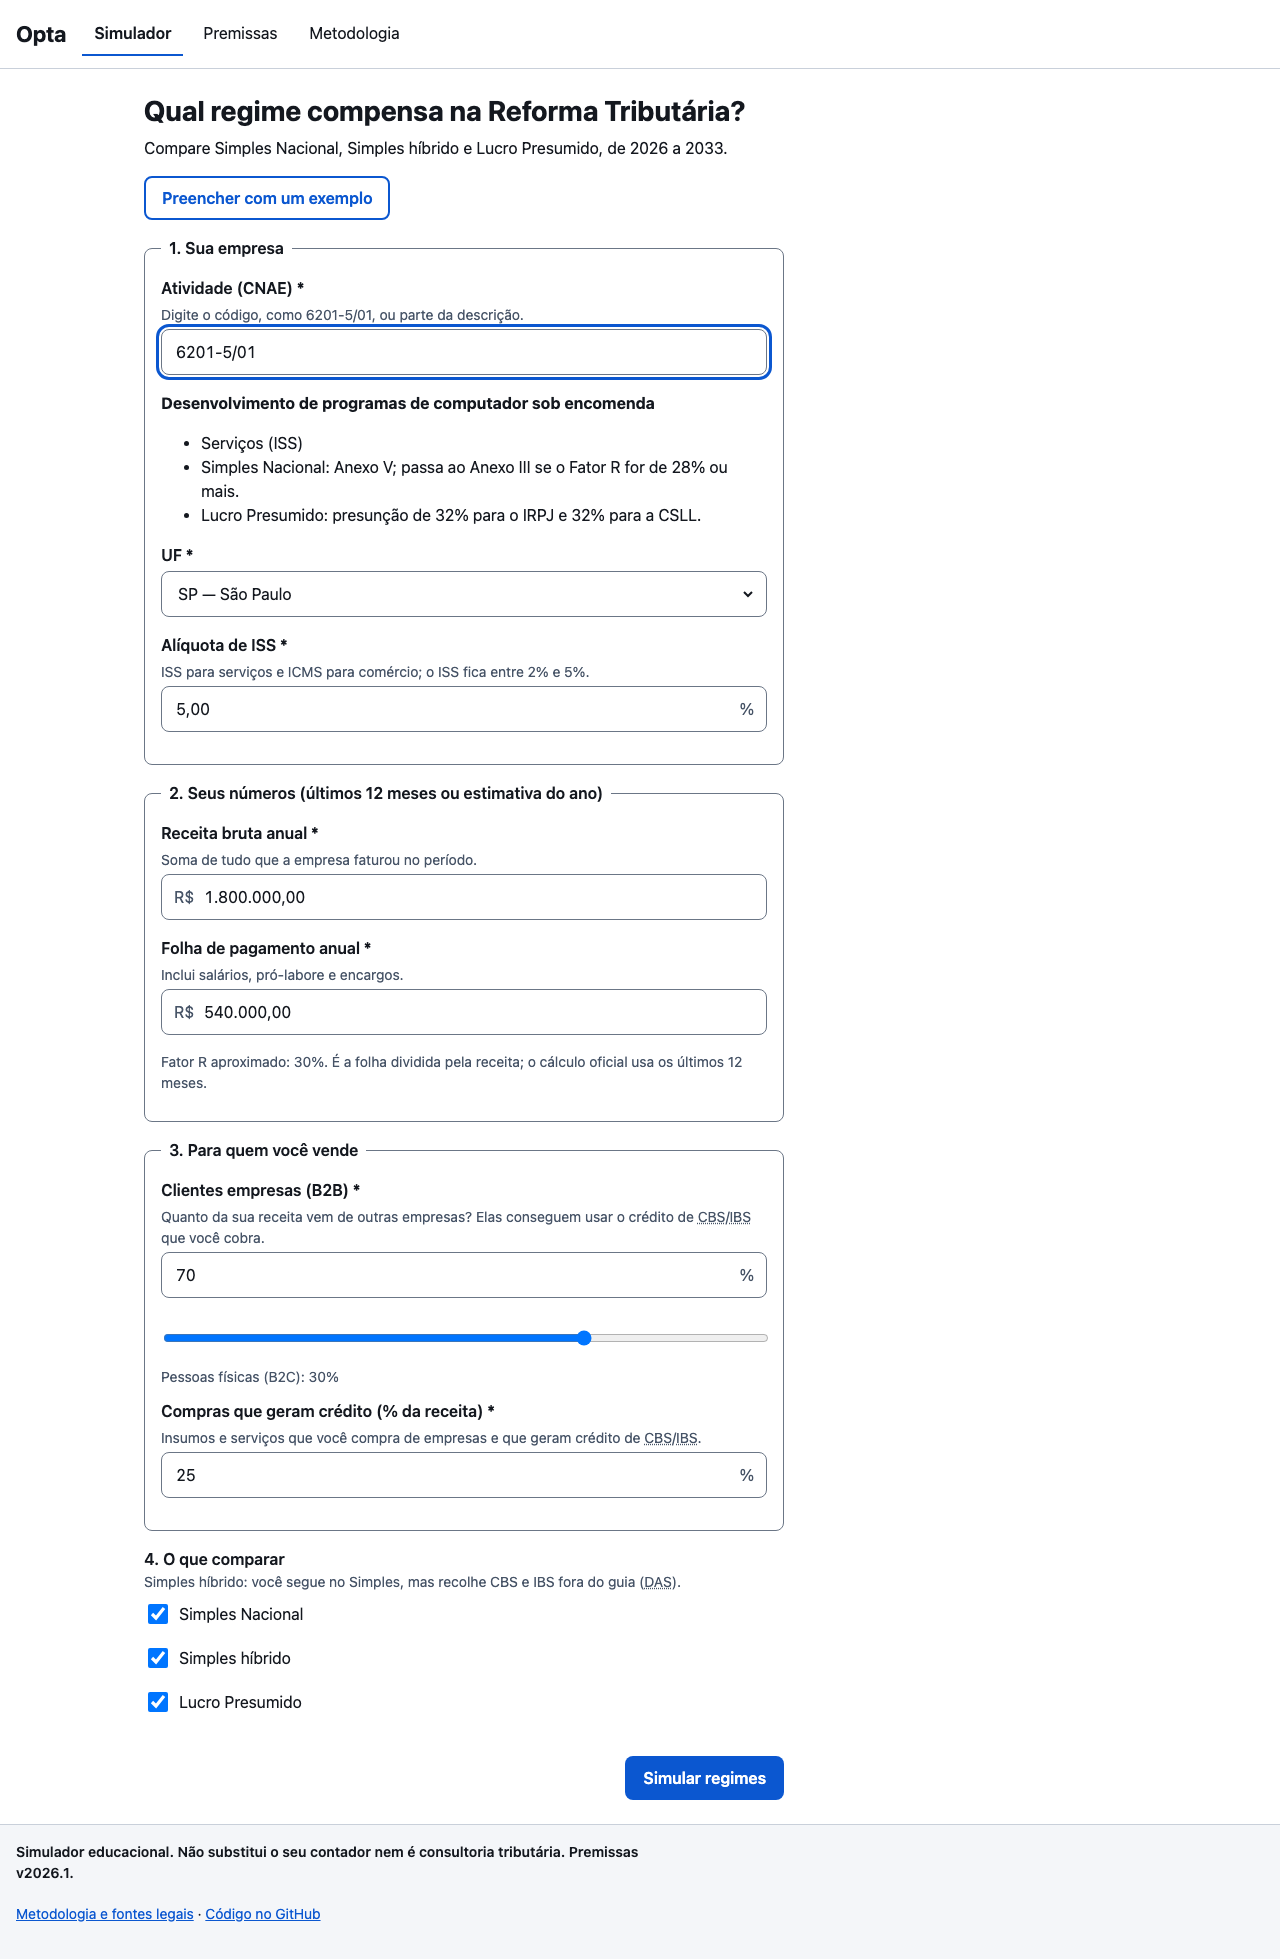 Opta
Simulador
Premissas
Metodologia
Qual regime compensa na Reforma Tributária?
Compare Simples Nacional, Simples híbrido e Lucro Presumido, de 2026 a 2033.
Preencher com um exemplo
1. Sua empresa
Atividade (CNAE) *
Digite o código, como 6201-5/01, ou parte da descrição.
6201-5/01
Desenvolvimento de programas de computador sob encomenda
• Serviços (ISS)
• Simples Nacional: Anexo V; passa ao Anexo III se o Fator R for de 28% ou
mais.
• Lucro Presumido: presunção de 32% para o IRPJ e 32% para a CSLL.
UF *
SP — São Paulo
Alíquota de ISS *
ISS para serviços e ICMS para comércio; o ISS fica entre 2% e 5%.
5,00 %
2. Seus números (últimos 12 meses ou estimativa do ano)
Receita bruta anual *
Soma de tudo que a empresa faturou no período.
R$ 1.800.000,00
Folha de pagamento anual *
Inclui salários, pró-labore e encargos.
R$ 540.000,00
Fator R aproximado: 30%. É a folha dividida pela receita; o cálculo oficial usa os últimos 12
meses.
3. Para quem você vende
Clientes empresas (B2B) *
Quanto da sua receita vem de outras empresas? Elas conseguem usar o crédito de CBS/IBS
que você cobra.
70 %
Pessoas físicas (B2C): 30%
Compras que geram crédito (% da receita) *
Insumos e serviços que você compra de empresas e que geram crédito de CBS/IBS.
25 %
4. O que comparar
Simples híbrido: você segue no Simples, mas recolhe CBS e IBS fora do guia (DAS).
Simples Nacional
Simples híbrido
Lucro Presumido
Simular regimes
Simulador educacional. Não substitui o seu contador nem é consultoria tributária. Premissas
v2026.1.
Metodologia e fontes legais · Código no GitHub